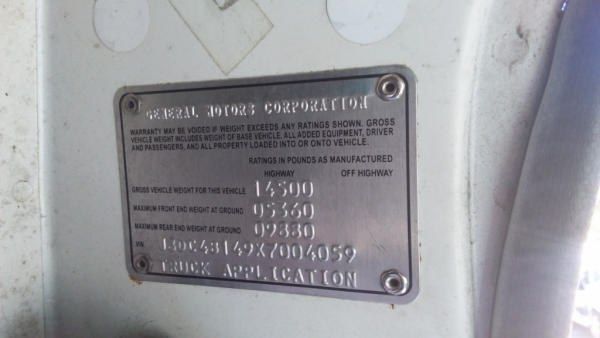 GENERAL MOTORS CORPORATION
WARRANTY MAY BE VOIDED IF WEIGHT EXCEEDS ANY RATINGS SHOWN. GROSS
VEHICLE WEIGHT INCLUDES WEIGHT OF BASE VEHICLE, ALL ADDED EQUIPMENT, DRIVER
AND PASSENGERS, AND ALL PROPERTY LOADED INTO OR ONTO VEHICLE.
RATINGS IN POUNDS AS MANUFACTURED
HIGHWAY OFF HIGHWAY
GROSS VEHICLE WEIGHT FOR THIS VEHICLE 14500
MAXIMUM FRONT END WEIGHT AT GROUND 05360
MAXIMUM REAR END WEIGHT AT GROUND 09880
VIN J8DC4B149X7004059
TRUCK APPLICATION